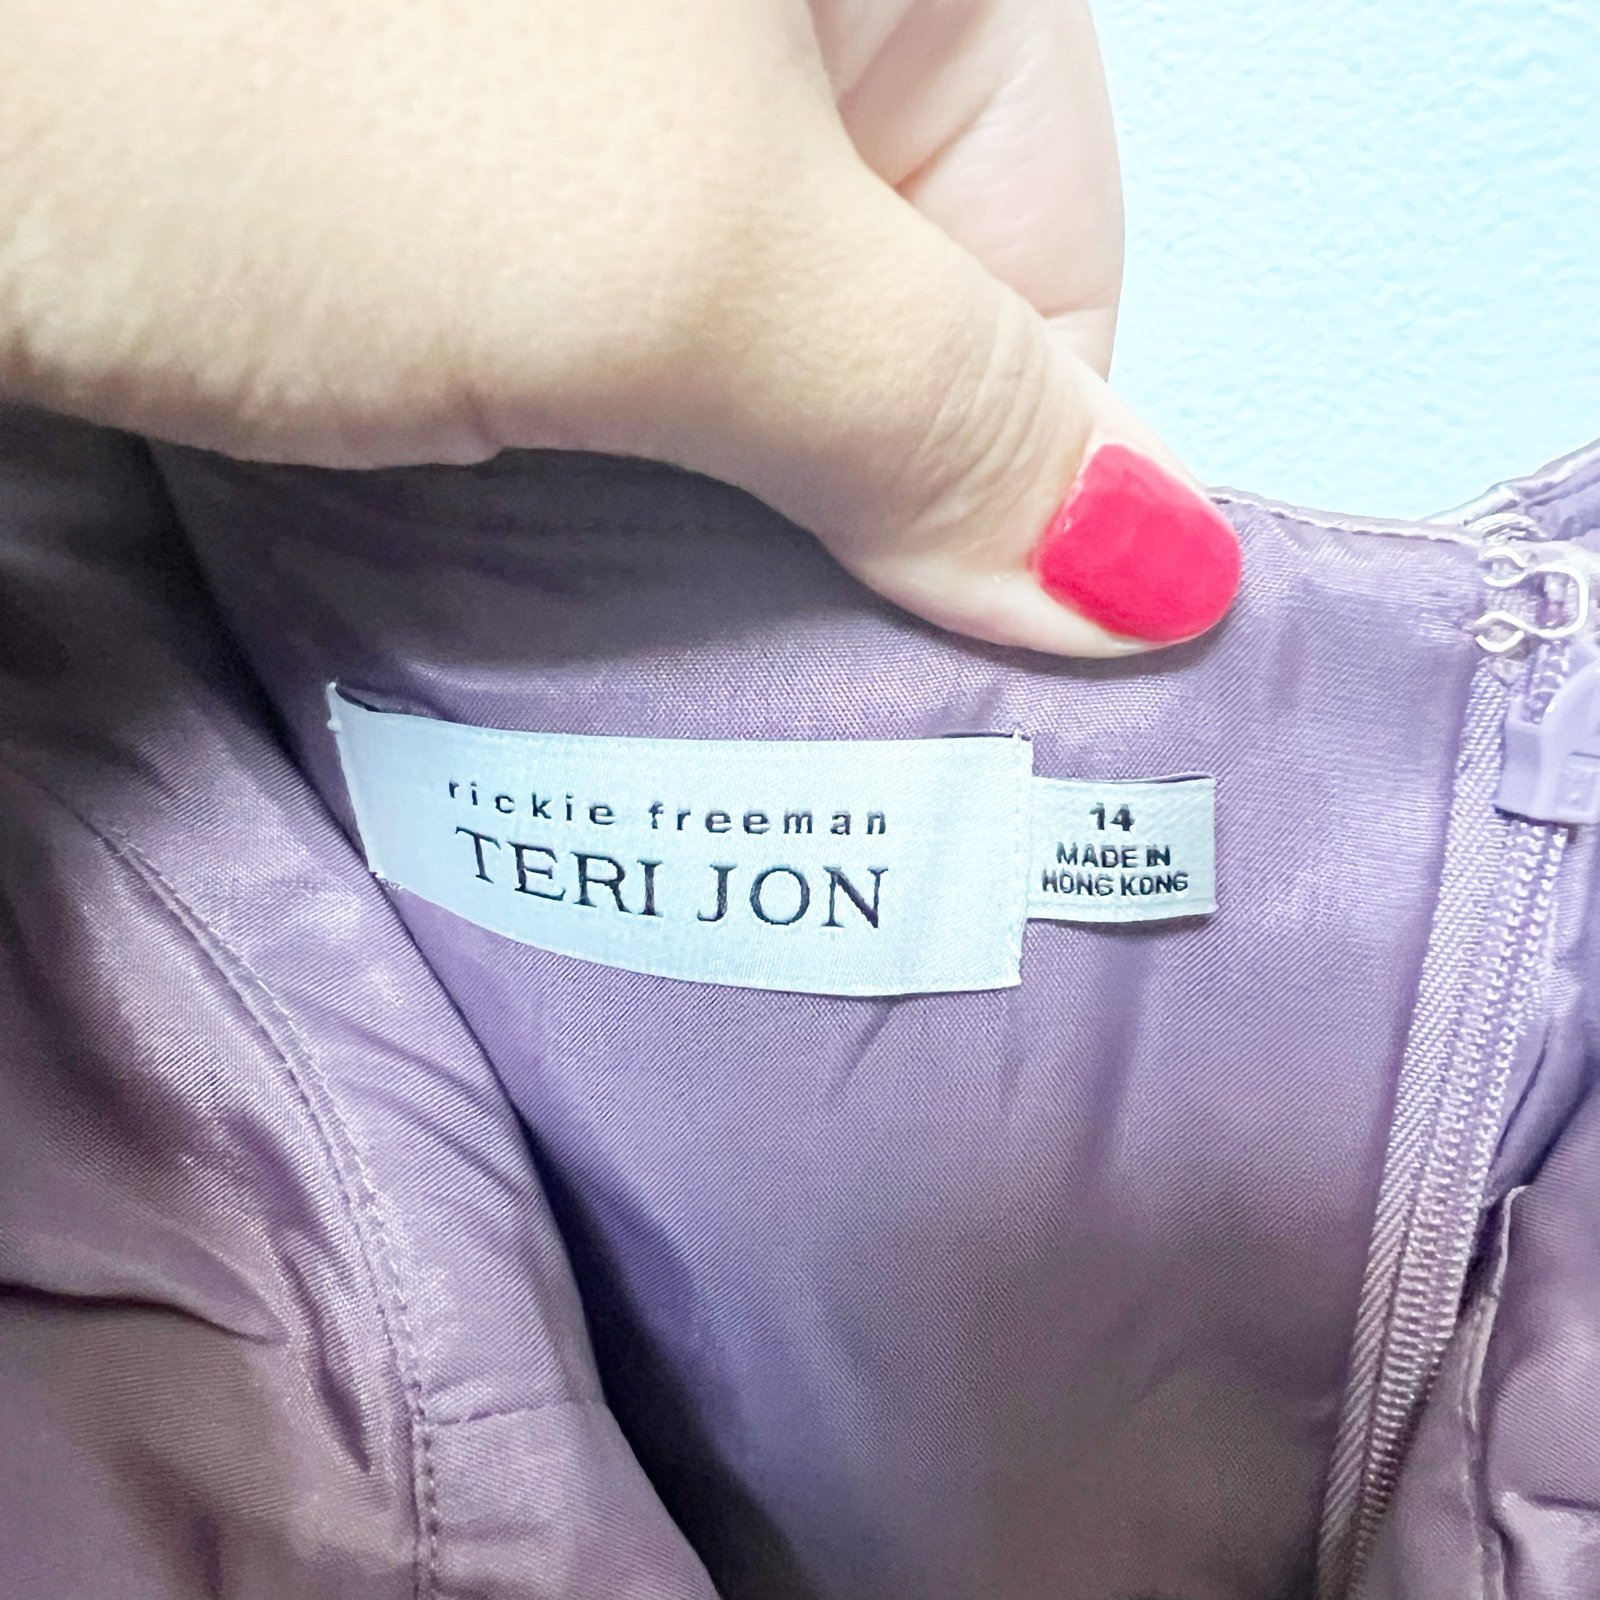 rickie freeman
TERI JON
14
MADE IN
HONG KONG